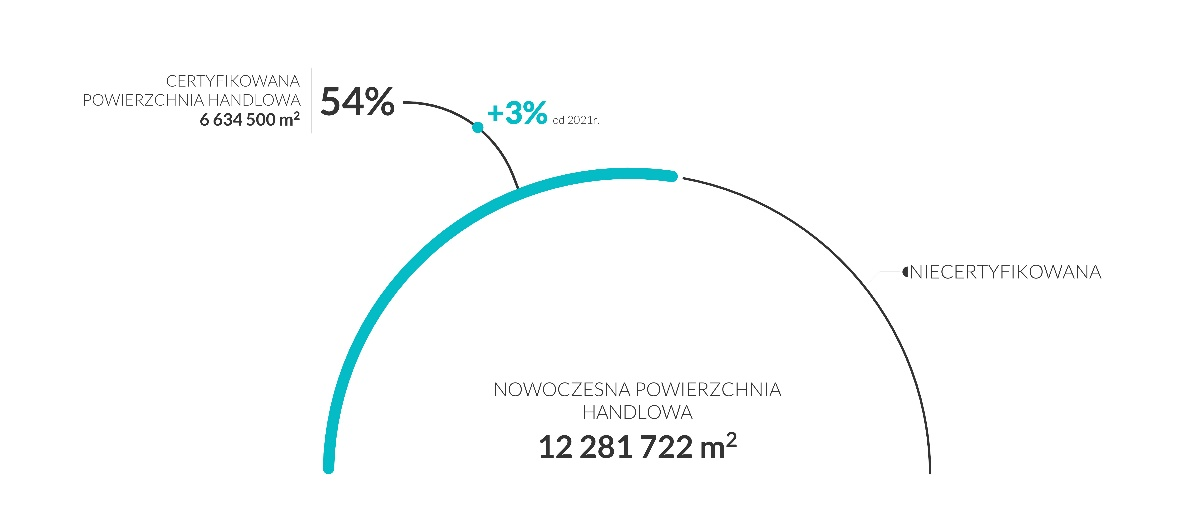 CERTYFIKOWANA
POWIERZCHNIA HANDLOWA
6 634 500 m²
54%
+3% od 2021r.
NIECERTYFIKOWANA
NOWOCZESNA POWIERZCHNIA
HANDLOWA
12 281 722 m²